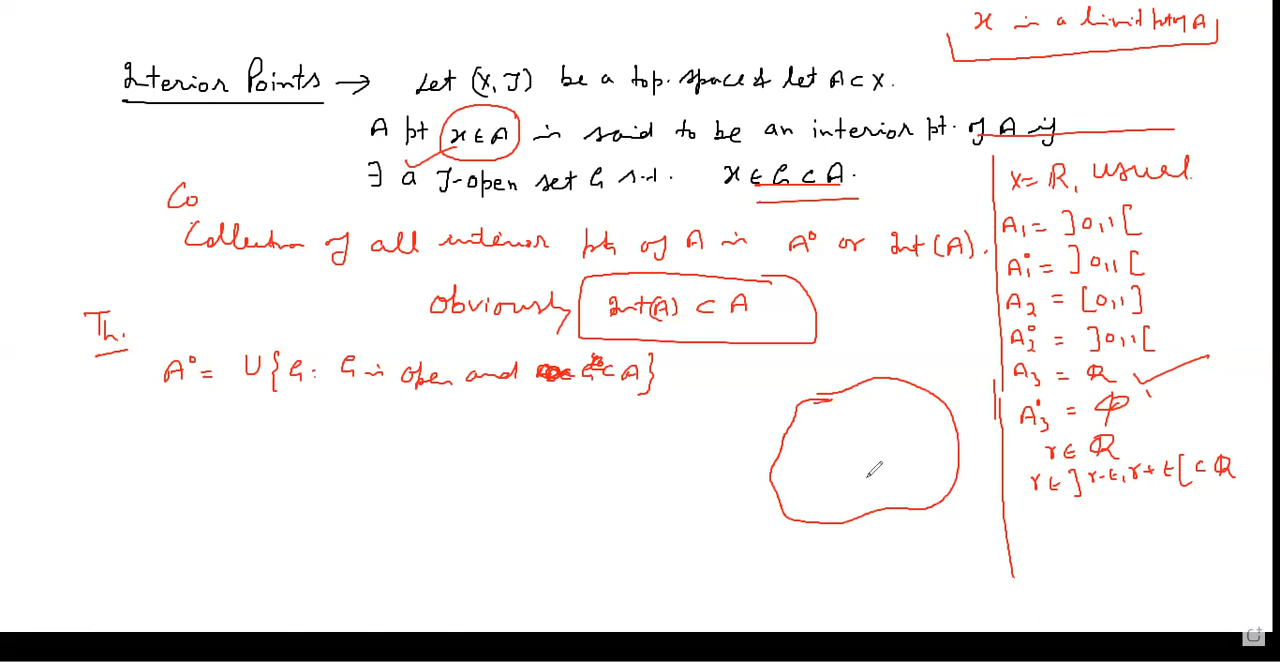 x is a limit pt of A
Interior Points → Let (X, T) be a top. space & let A ⊂ X.
A pt x ∈ A is said to be an interior pt. of A if
∃ a T-open set G s.t. x ∈ G ⊂ A.
Co
Collection of all interior pts of A is A° or Int(A).
Obviously Int(A) ⊂ A
Th.
A° = ∪{G : G is open and G ⊂ A}
X = ℝ, usual
A₁ = ]0,1[
A₁° = ]0,1[
A₂ = [0,1]
A₂° = ]0,1[
A₃ = ℚ
A₃° = φ
r ∈ ℚ
r ∈ ]r-ε, r+ε[ ⊂ ℚ